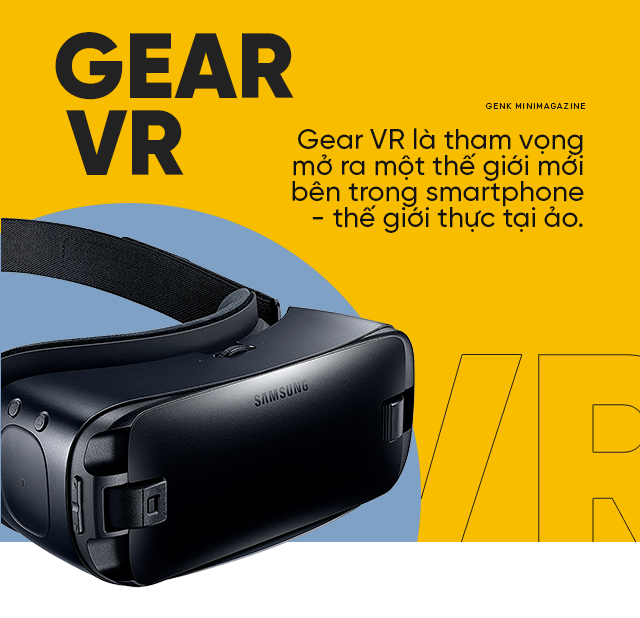 GEAR
VR
GENK MINIMAGAZINE
Gear VR là tham vọng
mở ra một thế giới mới
bên trong smartphone
- thế giới thực tại ảo.
SAMSUNG
VR